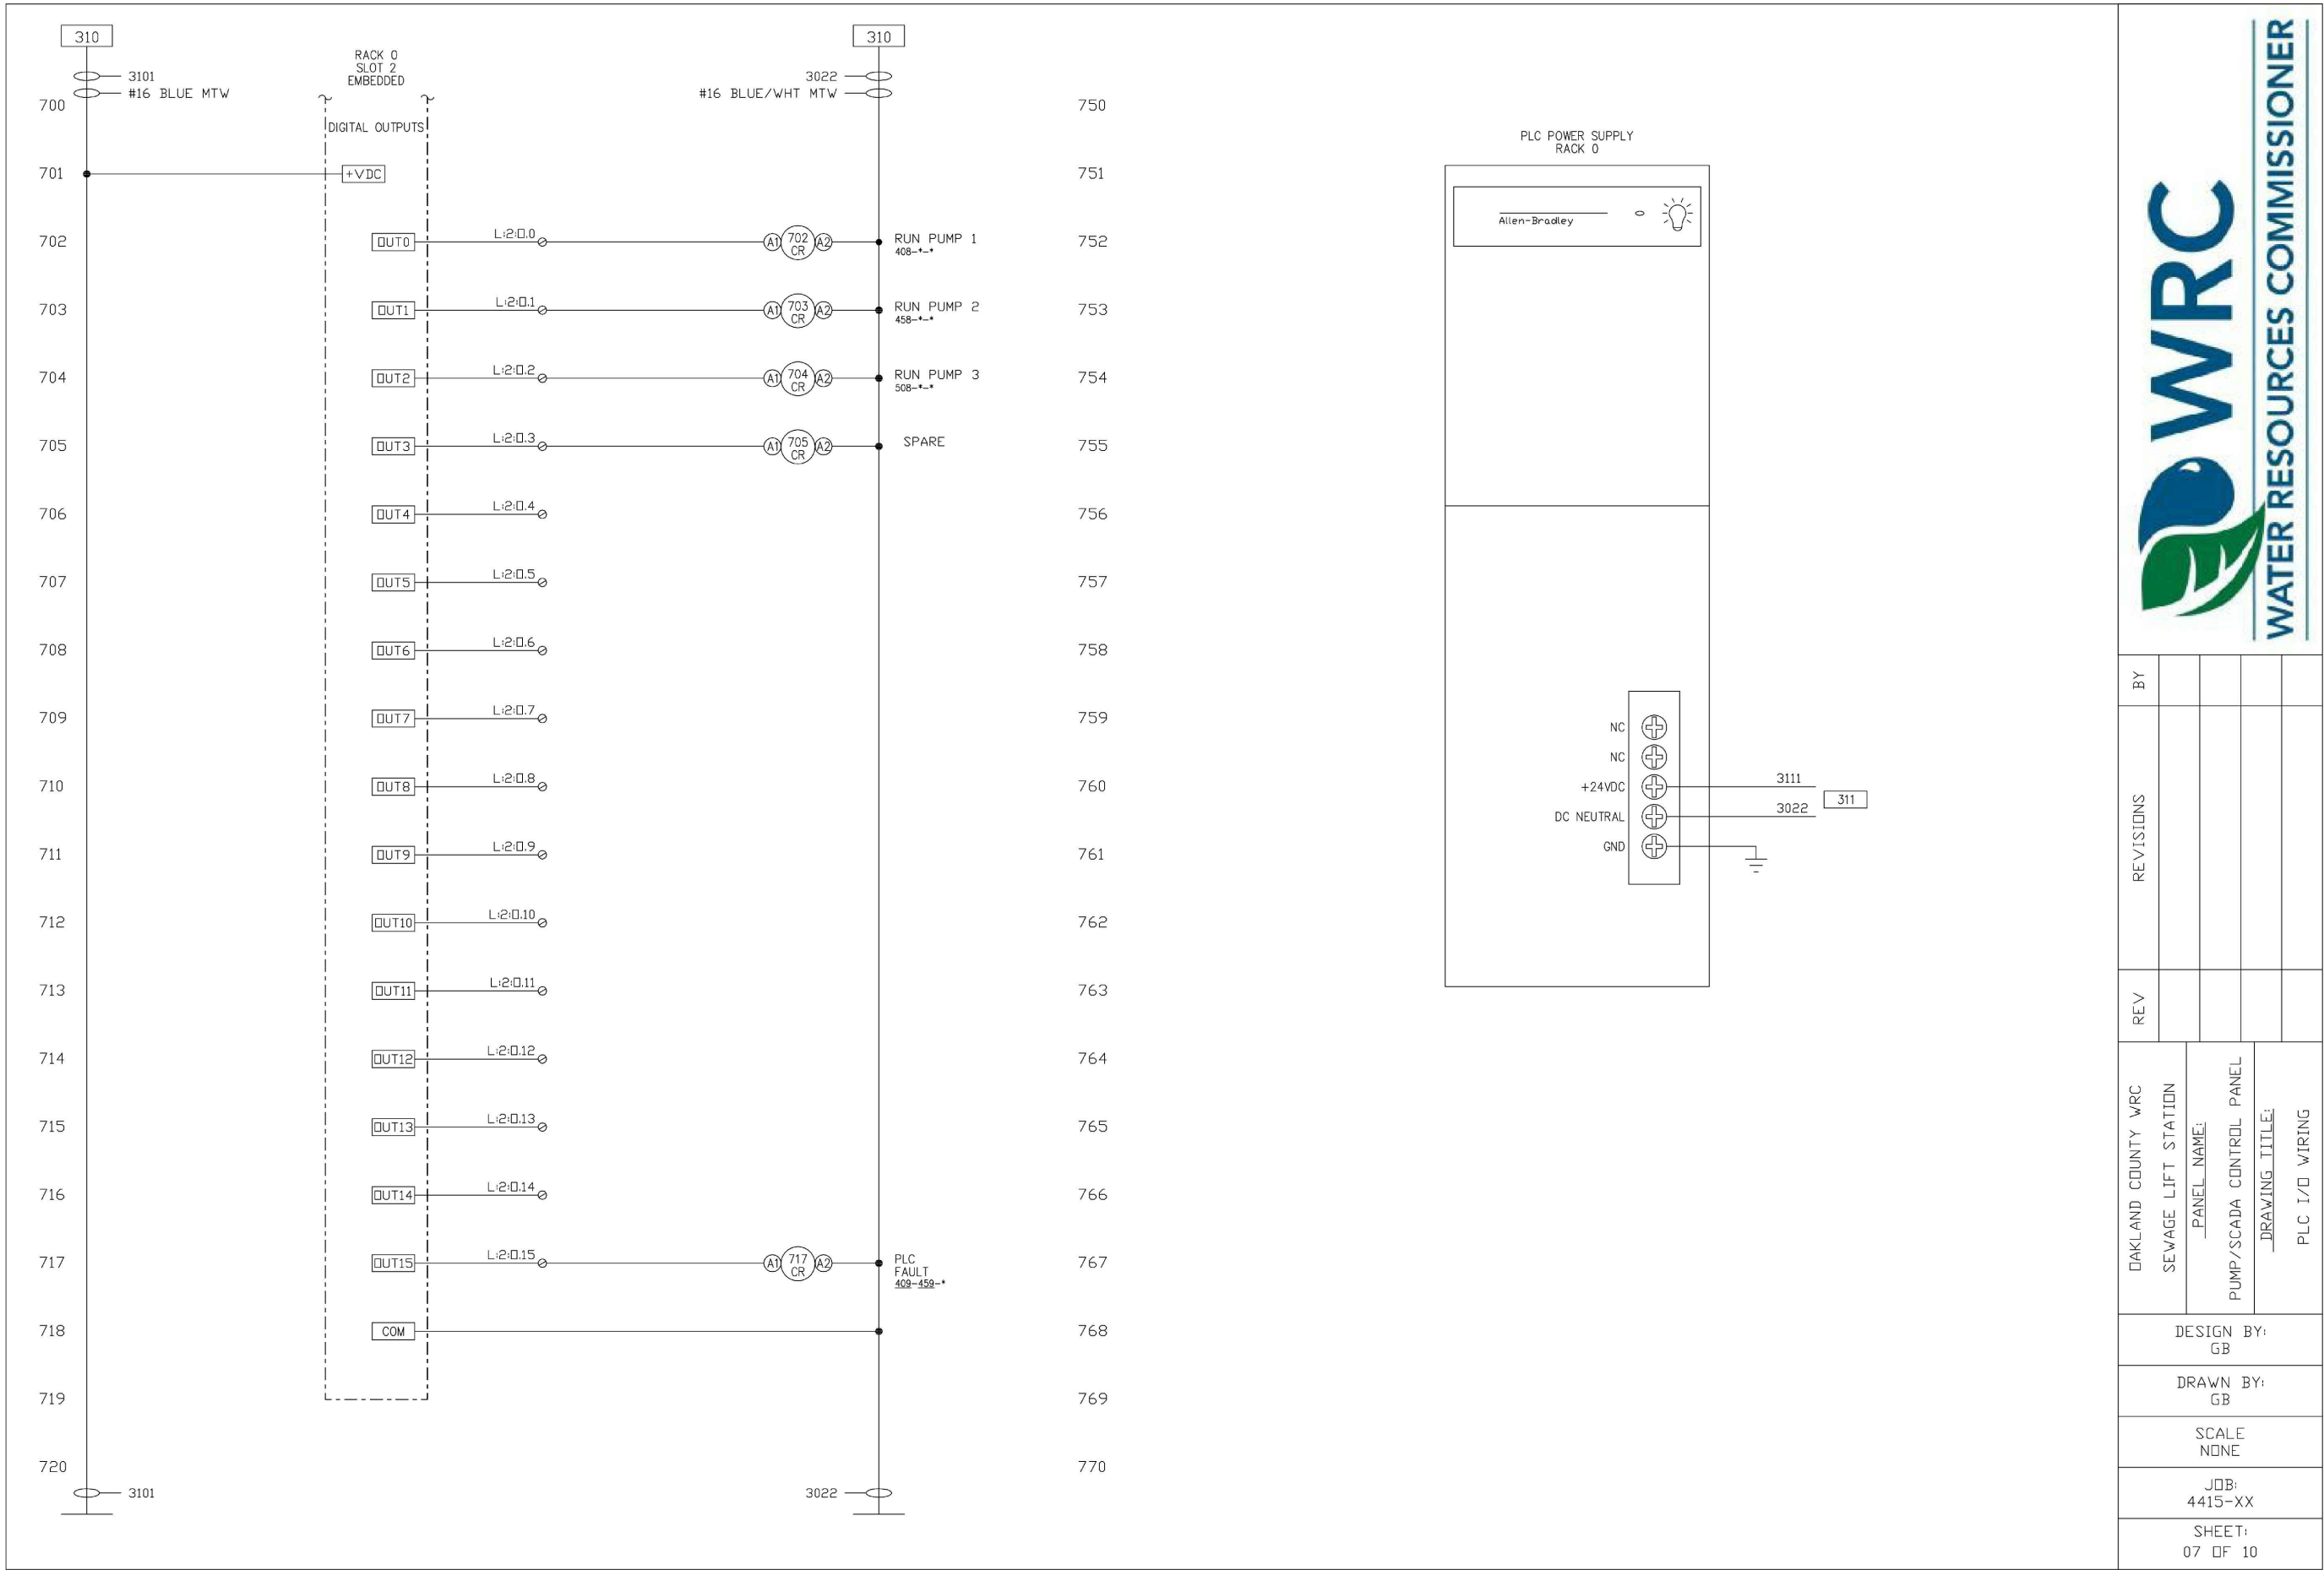 310
310
3101
#16 BLUE MTW
RACK 0
SLOT 2
EMBEDDED
3022
#16 BLUE/WHT MTW
700
DIGITAL OUTPUTS
701
+VDC
702
OUT0
L:2:O.0
A1
702
CR
A2
RUN PUMP 1
408-*-*
703
OUT1
L:2:O.1
A1
703
CR
A2
RUN PUMP 2
458-*-*
704
OUT2
L:2:O.2
A1
704
CR
A2
RUN PUMP 3
508-*-*
705
OUT3
L:2:O.3
A1
705
CR
A2
SPARE
706
OUT4
L:2:O.4
707
OUT5
L:2:O.5
708
OUT6
L:2:O.6
709
OUT7
L:2:O.7
710
OUT8
L:2:O.8
711
OUT9
L:2:O.9
712
OUT10
L:2:O.10
713
OUT11
L:2:O.11
714
OUT12
L:2:O.12
715
OUT13
L:2:O.13
716
OUT14
L:2:O.14
717
OUT15
L:2:O.15
A1
717
CR
A2
PLC
FAULT
409-459-*
718
COM
719
720
3101
3022
750
751
752
753
754
755
756
757
758
759
760
761
762
763
764
765
766
767
768
769
770
PLC POWER SUPPLY
RACK 0
Allen-Bradley
NC
NC
+24VDC
3111
311
DC NEUTRAL
3022
GND
WRC
WATER RESOURCES COMMISSIONER
BY
REVISIONS
REV
OAKLAND COUNTY WRC
SEWAGE LIFT STATION
PANEL NAME:
PUMP/SCADA CONTROL PANEL
DRAWING TITLE:
PLC I/O WIRING
DESIGN BY:
GB
DRAWN BY:
GB
SCALE
NONE
JOB:
4415-XX
SHEET:
07 OF 10